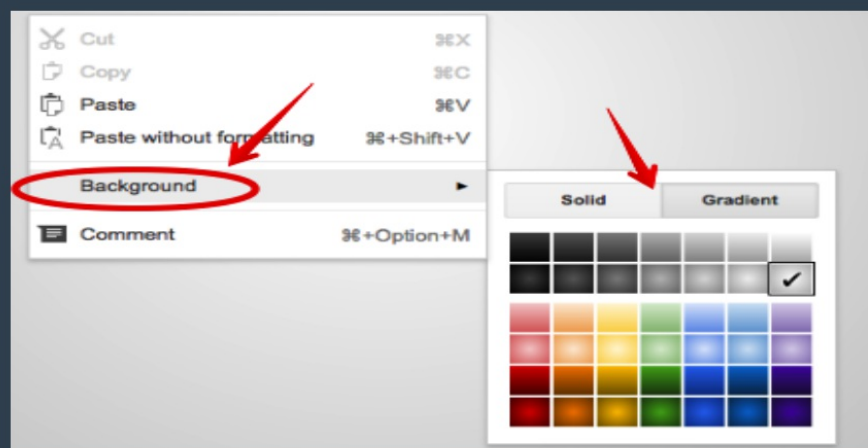 Cut ⌘X
Copy ⌘C
Paste ⌘V
Paste without formatting ⌘+Shift+V
Background ►
Comment ⌘+Option+M
Solid Gradient